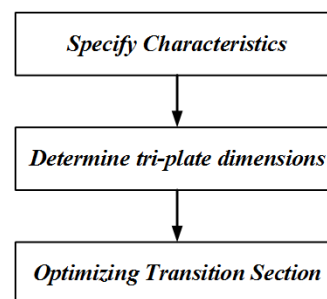 Specify Characteristics
Determine tri-plate dimensions
Optimizing Transition Section